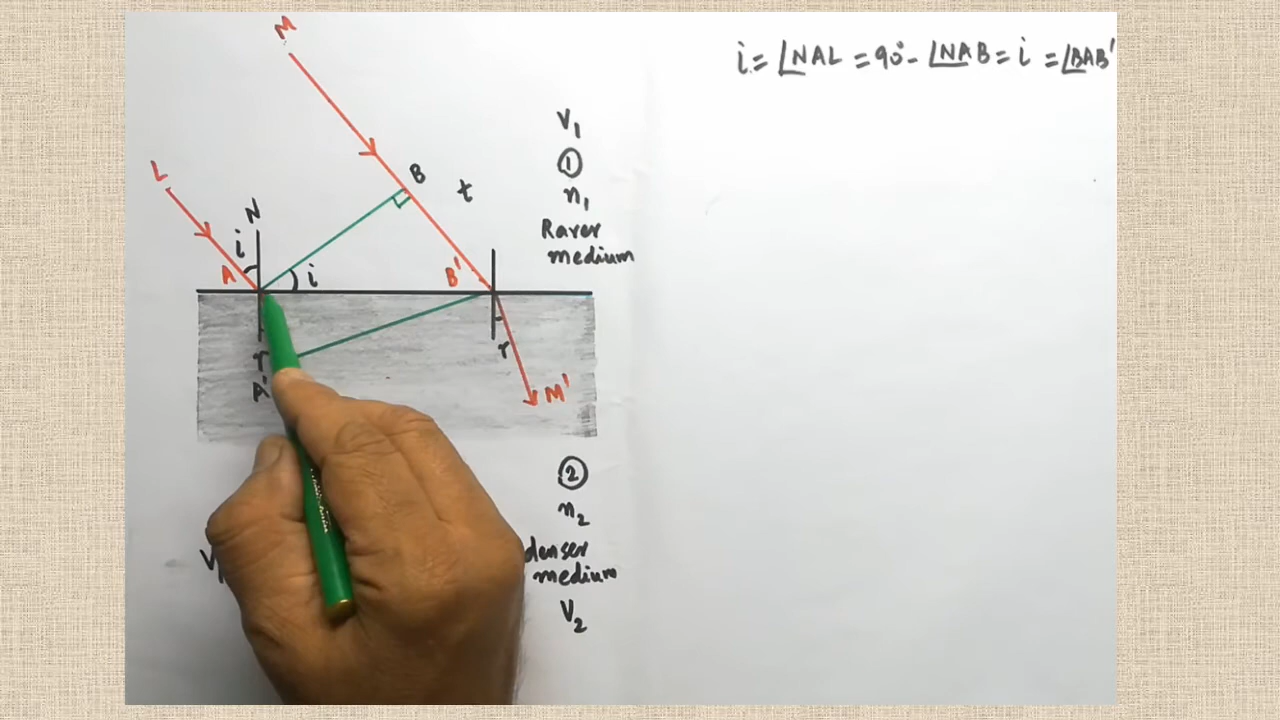 i = ∠NAL = 90° - ∠NAB = i = ∠BAB'
M
L
N
i
A
B
t
i
B'
V₁
①
n₁
Rarer
medium
r
A'
r
M'
②
n₂
denser
medium
V₂